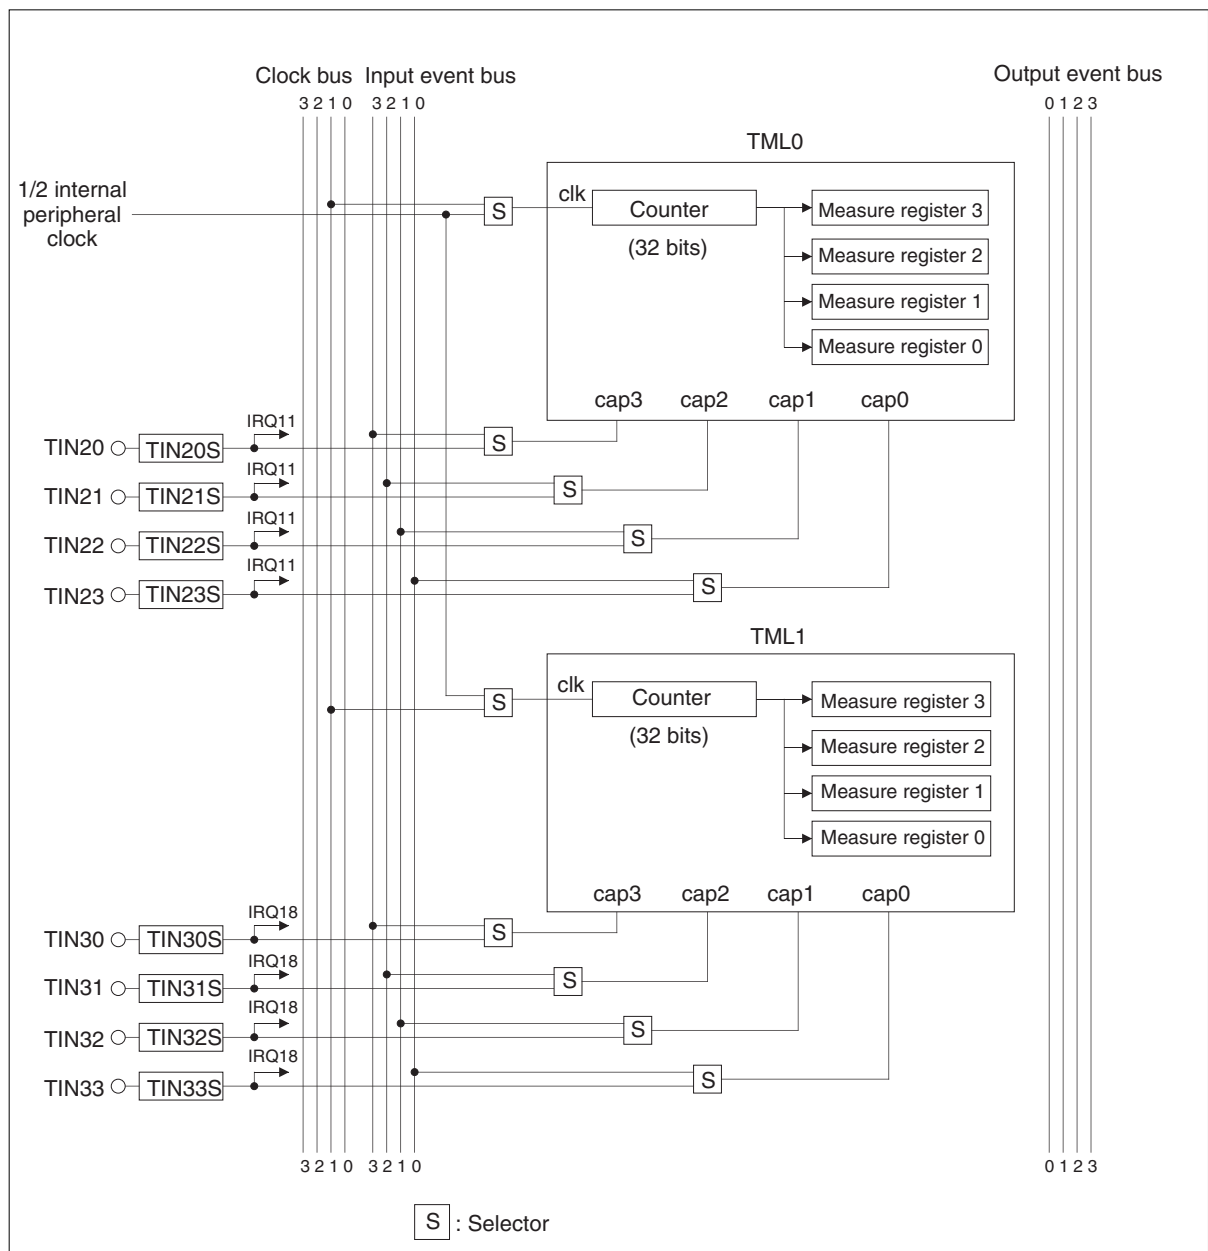 Clock bus Input event bus Output event bus
3 2 1 0 3 2 1 0 0 1 2 3
TML0
1/2 internal
peripheral
clock
S
clk
Counter
(32 bits)
Measure register 3
Measure register 2
Measure register 1
Measure register 0
cap3 cap2 cap1 cap0
IRQ11
TIN20 TIN20S S
IRQ11
TIN21 TIN21S S
IRQ11
TIN22 TIN22S S
IRQ11
TIN23 TIN23S S
TML1
S
clk
Counter
(32 bits)
Measure register 3
Measure register 2
Measure register 1
Measure register 0
cap3 cap2 cap1 cap0
IRQ18
TIN30 TIN30S S
IRQ18
TIN31 TIN31S S
IRQ18
TIN32 TIN32S S
IRQ18
TIN33 TIN33S S
3 2 1 0 3 2 1 0 0 1 2 3
S : Selector